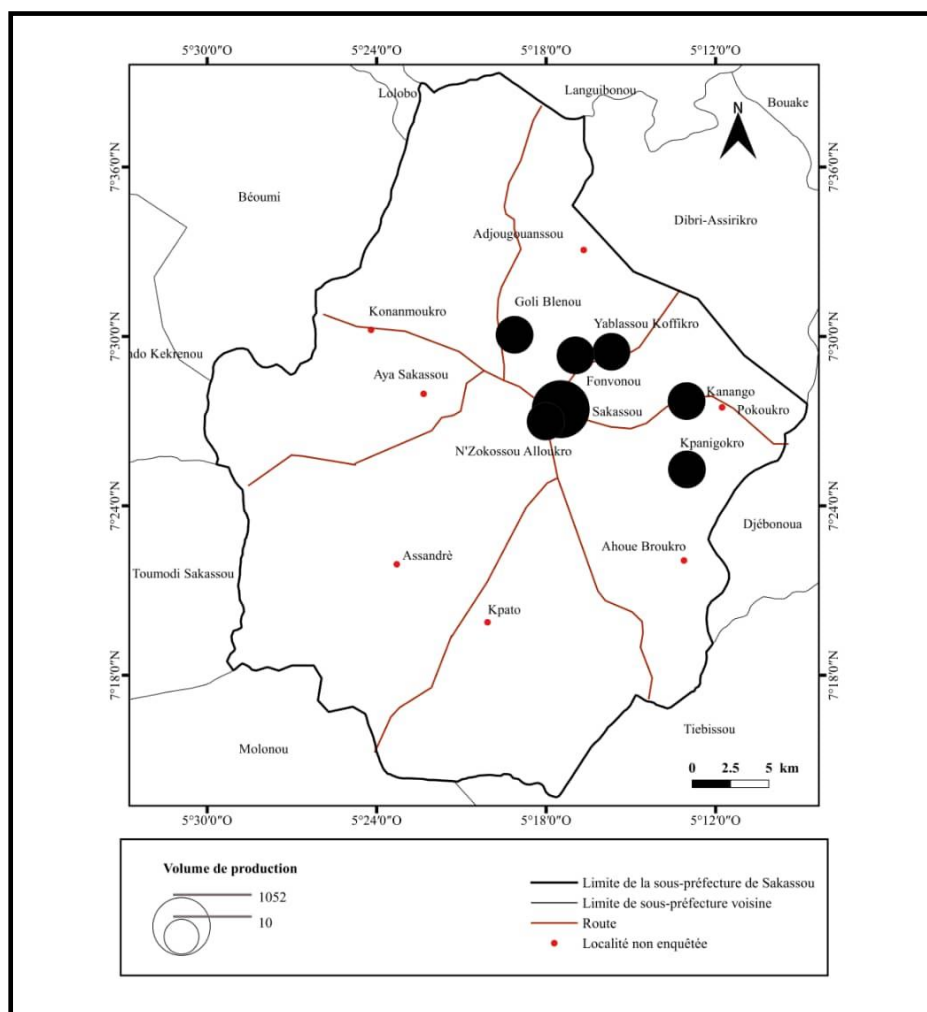 5°30'0"O 5°24'0"O 5°18'0"O 5°12'0"O
Lolobo
Languibonou
Bouake
N
7°36'0"N 7°36'0"N
Béoumi
Dibri-Assirikro
Adjougouanssou
Goli Blenou
Konanmoukro
Yablassou Koffikro
7°30'0"N 7°30'0"N
ndo Kekrenou
Fonvonou
Aya Sakassou
Kanango
Sakassou
Pokoukro
N'Zokossou Alloukro
Kpanigokro
7°24'0"N 7°24'0"N
Djébonoua
Ahoue Broukro
Assandrè
Toumodi Sakassou
Kpato
7°18'0"N 7°18'0"N
Tiebissou
Molonou
0 2.5 5 km
5°30'0"O 5°24'0"O 5°18'0"O 5°12'0"O
Volume de production
1052
10
Limite de la sous-préfecture de Sakassou
Limite de sous-préfecture voisine
Route
Localité non enquêtée